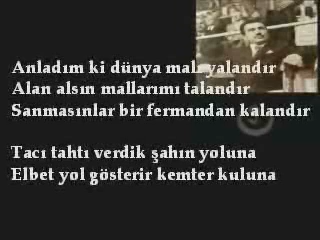 Anladım ki dünya malı yalandır
Alan alsın mallarımı talandır
Sanmasınlar bir fermandan kalandır
Tacı tahtı verdik şahın yoluna
Elbet yol gösterir kemter kuluna